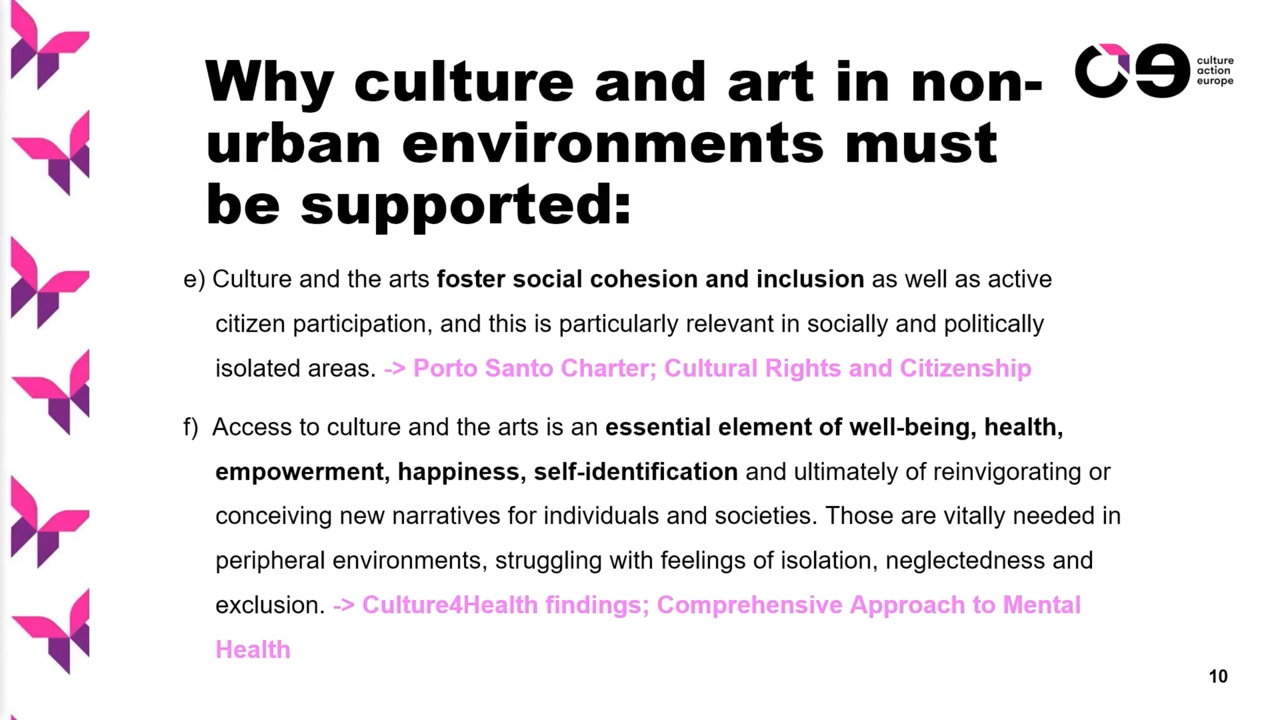 Why culture and art in non-
urban environments must
be supported:
culture
action
europe
e) Culture and the arts foster social cohesion and inclusion as well as active
citizen participation, and this is particularly relevant in socially and politically
isolated areas. -> Porto Santo Charter; Cultural Rights and Citizenship
f) Access to culture and the arts is an essential element of well-being, health,
empowerment, happiness, self-identification and ultimately of reinvigorating or
conceiving new narratives for individuals and societies. Those are vitally needed in
peripheral environments, struggling with feelings of isolation, neglectedness and
exclusion. -> Culture4Health findings; Comprehensive Approach to Mental
Health
10